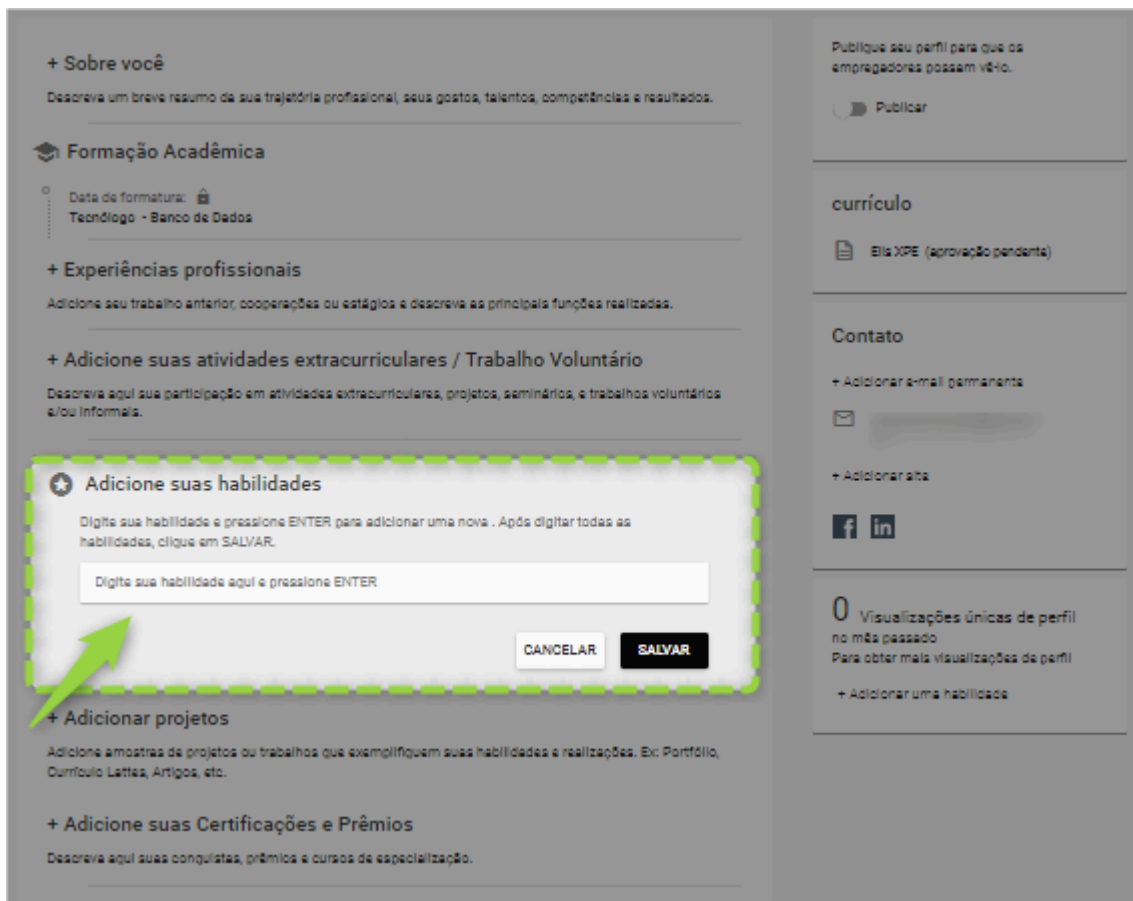 + Sobre você
Descreva um breve resumo da sua trajetória profissional, seus gostos, talentos, competências e resultados.
Formação Acadêmica
Data de formatura:
Tecnólogo - Banco de Dados
+ Experiências profissionais
Adicione seu trabalho anterior, cooperações ou estágios e descreva as principais funções realizadas.
+ Adicione suas atividades extracurriculares / Trabalho Voluntário
Descreva aqui sua participação em atividades extracurriculares, projetos, seminários, e trabalhos voluntários
e/ou informais.
Adicione suas habilidades
Digite sua habilidade e pressione ENTER para adicionar uma nova . Após digitar todas as
habilidades, clique em SALVAR.
Digite sua habilidade aqui e pressione ENTER
CANCELAR SALVAR
+ Adicionar projetos
Adicione amostras de projetos ou trabalhos que exemplifiquem suas habilidades e realizações. Ex: Portfólio,
Currículo Lattes, Artigos, etc.
+ Adicione suas Certificações e Prêmios
Descreva aqui suas conquistas, prêmios e cursos de especialização.
Publique seu perfil para que os
empregadores possam vê-lo.
Publicar
currículo
Elis XPE (aprovação pendente)
Contato
+ Adicionar e-mail permanente
+ Adicionar site
f in
0 Visualizações únicas de perfil
no mês passado
Para obter mais visualizações de perfil
+ Adicionar uma habilidade